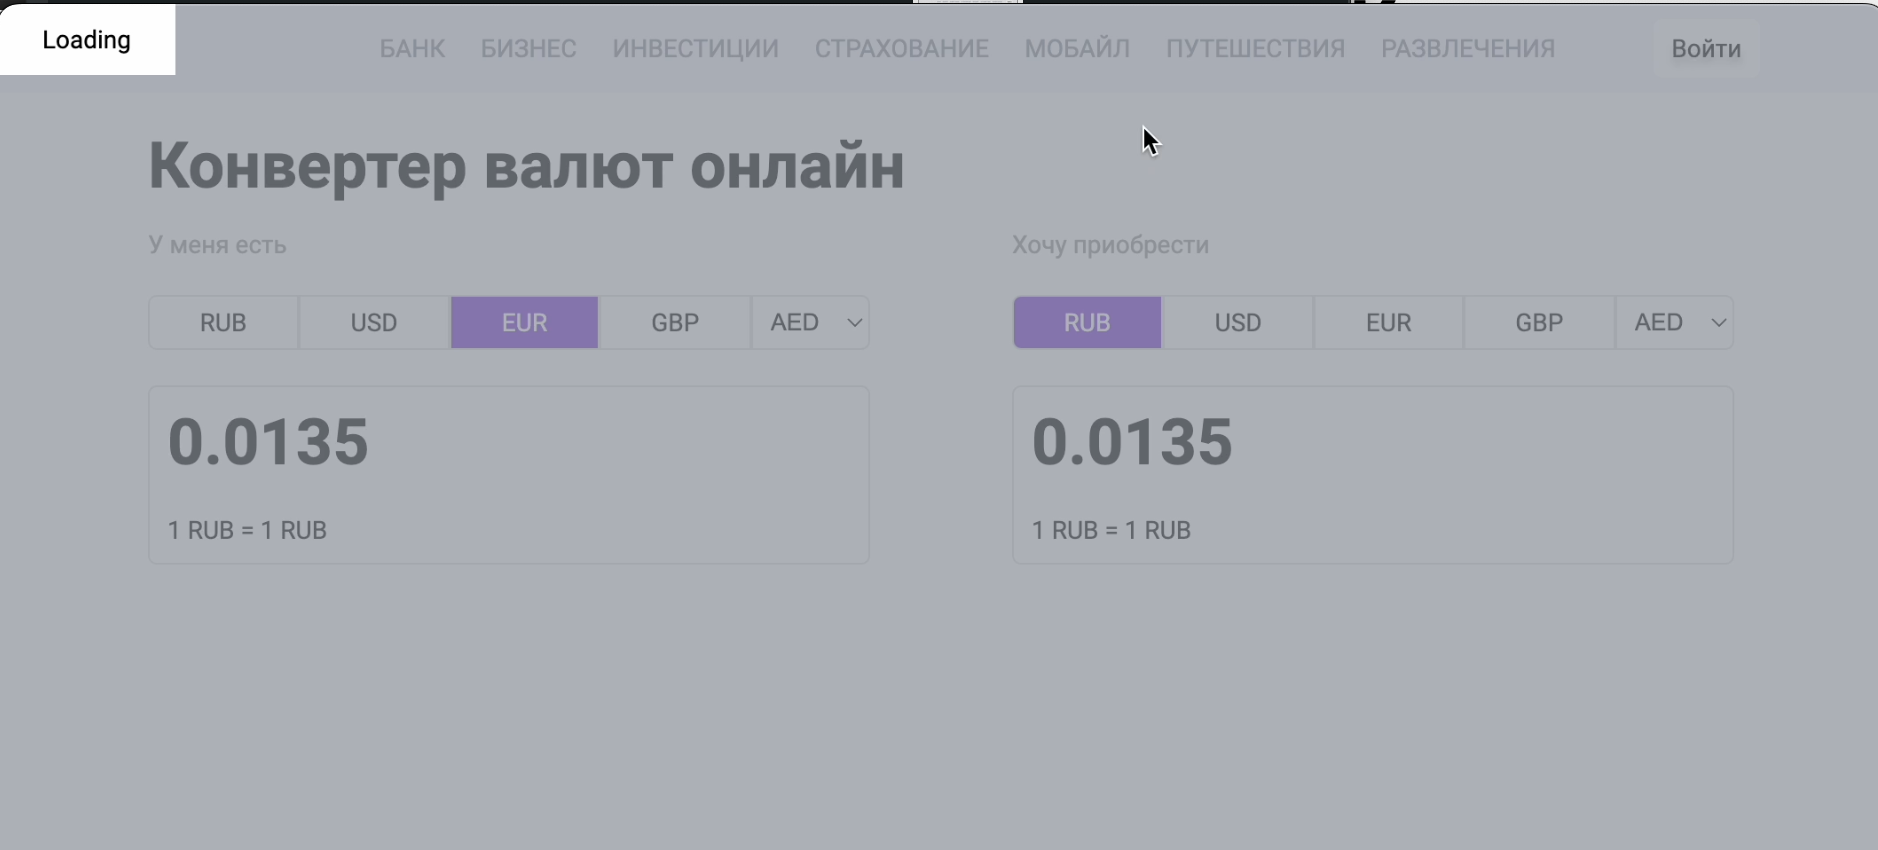 Loading
БАНК БИЗНЕС ИНВЕСТИЦИИ СТРАХОВАНИЕ МОБАЙЛ ПУТЕШЕСТВИЯ РАЗВЛЕЧЕНИЯ Войти
Конвертер валют онлайн
У меня есть
RUB USD EUR GBP AED
0.0135
1 RUB = 1 RUB
Хочу приобрести
RUB USD EUR GBP AED
0.0135
1 RUB = 1 RUB